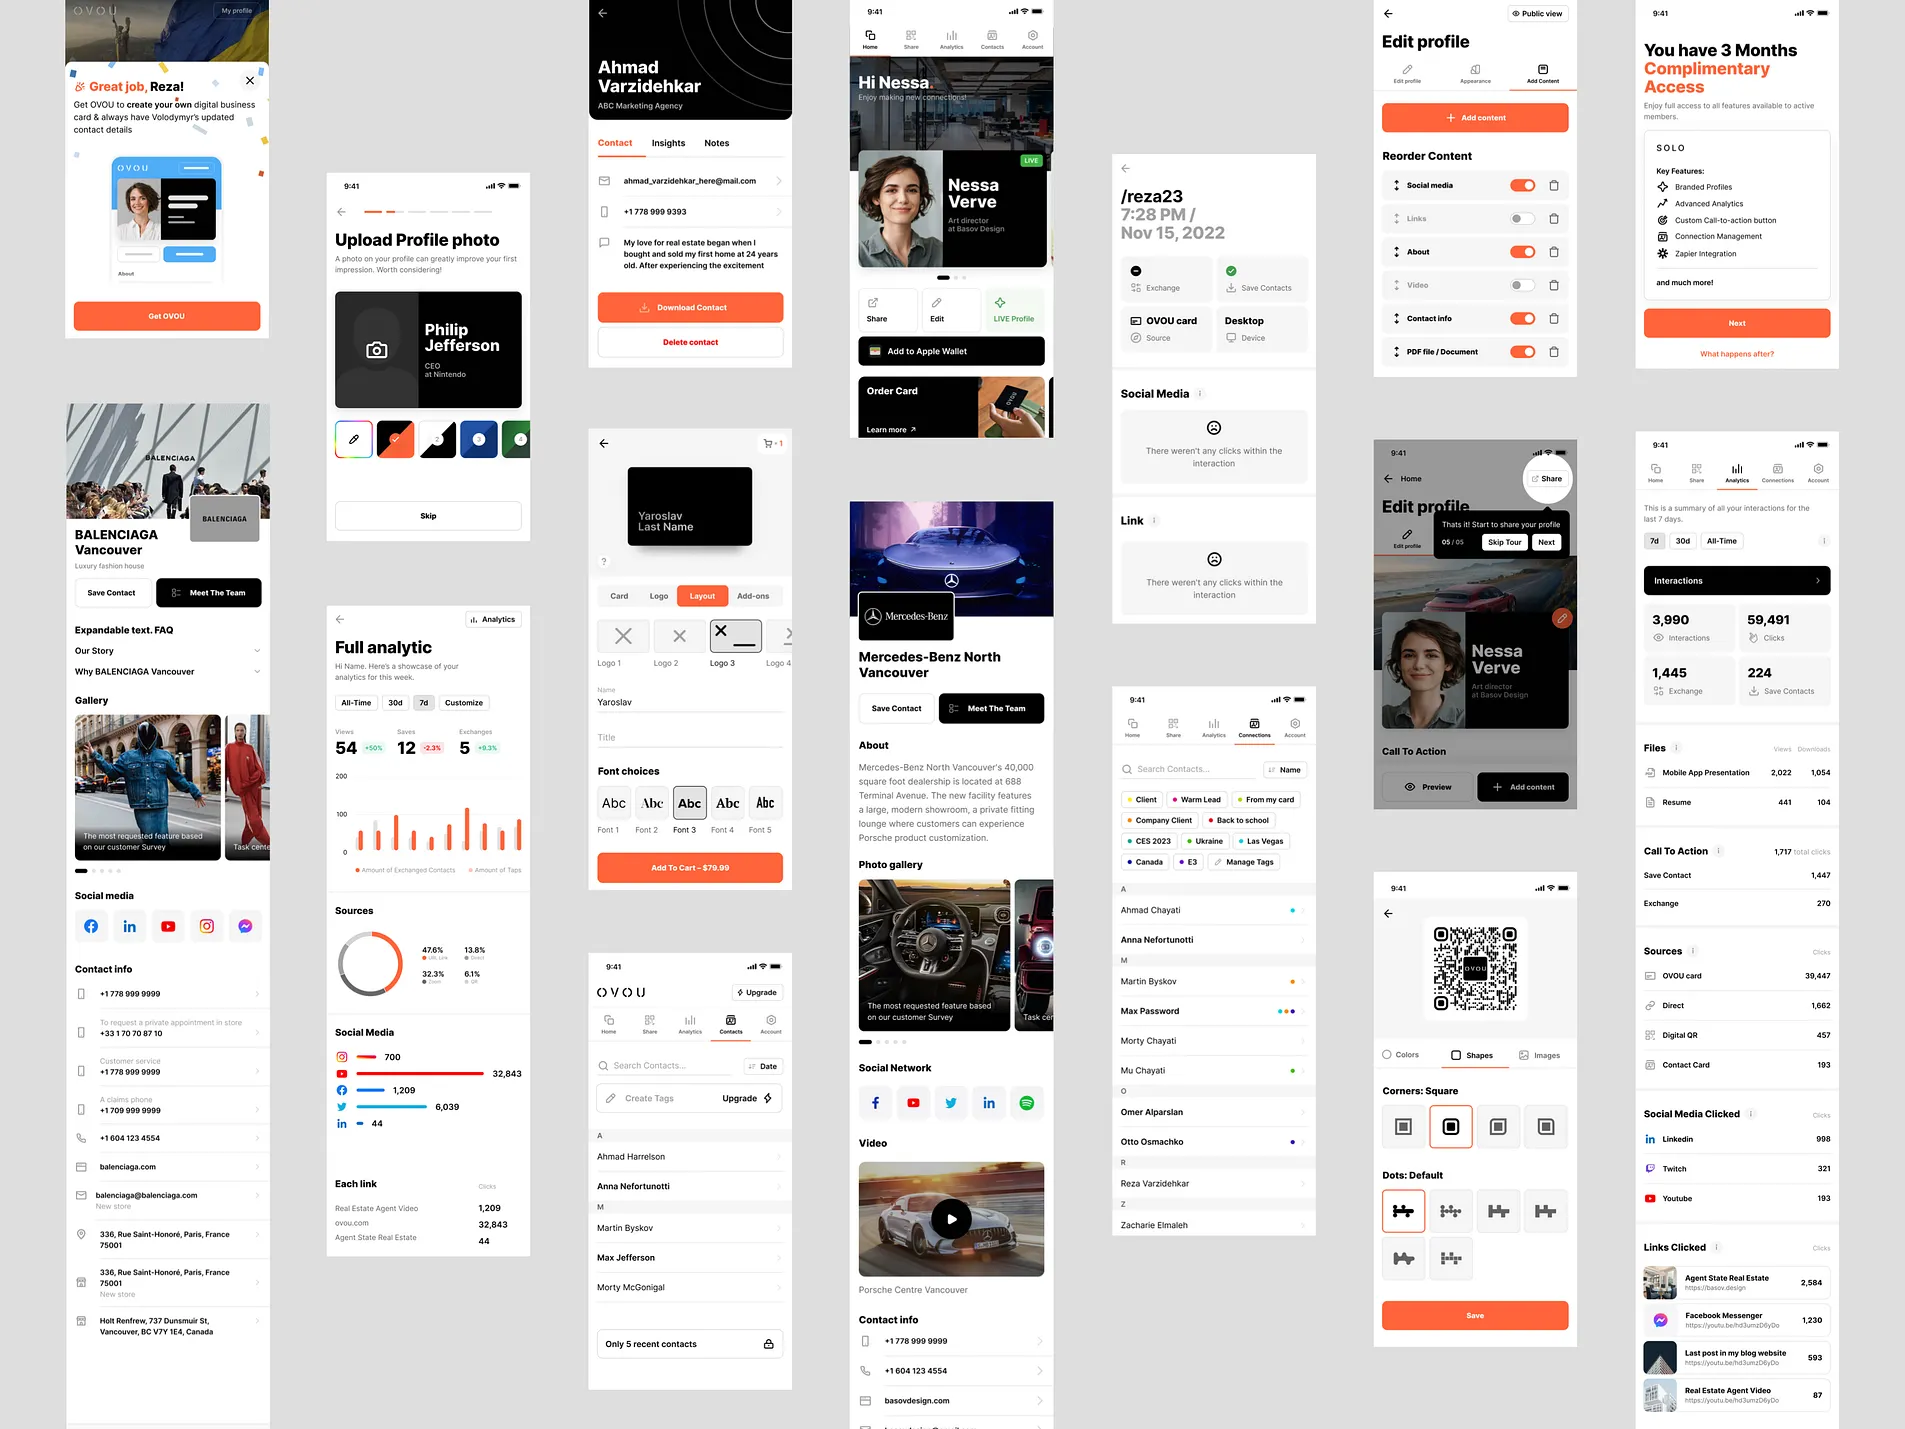 OVOU
My profile
Great job, Reza!
Get OVOU to create your own digital business
card & always have Volodymyr's updated
contact details
OVOU
About
Get OVOU
BALENCIAGA
BALENCIAGA
BALENCIAGA
Vancouver
Luxury fashion house
Save Contact
Meet The Team
Expandable text. FAQ
Our Story
Why BALENCIAGA Vancouver
Gallery
The most requested feature based
on our customer Survey
Task cente
Social media
Contact info
+1 778 999 9999
To request a private appointment in store
+33 1 70 70 87 10
Customer service
+1 778 999 9999
A claims phone
+1 709 999 9999
+1 604 123 4554
balenciaga.com
balenciaga@balenciaga.com
New store
336, Rue Saint-Honoré, Paris, France
75001
336, Rue Saint-Honoré, Paris, France
75001
New store
Holt Renfrew, 737 Dunsmuir St,
Vancouver, BC V7Y 1E4, Canada
9:41
Upload Profile photo
A photo on your profile can greatly improve your first
impression. Worth considering!
Philip
Jefferson
CEO
at Nintendo
2
3
4
Skip
Analytics
Full analytic
Hi Name. Here's a showcase of your
analytics for this week.
All-Time
30d
7d
Customize
Views
Saves
Exchanges
54 +50%
12 -2.3%
5 +9.3%
200
100
0
Amount of Exchanged Contacts
Amount of Taps
Sources
47.6%
13.8%
URL Link
Direct
32.3%
6.1%
Zoom
QR
Social Media
700
32,843
1,209
6,039
44
Each link
Clicks
Real Estate Agent Video
1,209
ovou.com
32,843
Agent State Real Estate
44
Ahmad
Varzidehkar
ABC Marketing Agency
Contact
Insights
Notes
ahmad_varzidehkar_here@mail.com
+1 778 999 9393
My love for real estate began when I
bought and sold my first home at 24 years
old. After experiencing the excitement
Download Contact
Delete contact
1
Yaroslav
Last Name
?
Card
Logo
Layout
Add-ons
Logo 1
Logo 2
Logo 3
Logo 4
Name
Yaroslav
Title
Font choices
Abc
Abc
Abc
Abc
Abc
Font 1
Font 2
Font 3
Font 4
Font 5
Add To Cart – $79.99
9:41
OVOU
Upgrade
Home
Share
Analytics
Contacts
Account
Search Contacts...
Date
Create Tags
Upgrade
A
Ahmad Harrelson
Anna Nefortunotti
M
Martin Byskov
Max Jefferson
Morty McGonigal
Only 5 recent contacts
9:41
Home
Share
Analytics
Contacts
Account
Hi Nessa.
Enjoy making new connections!
LIVE
Nessa
Verve
Art director
at Basov Design
Share
Edit
LIVE Profile
Add to Apple Wallet
Order Card
Learn more
OVOU
Mercedes-Benz
Mercedes-Benz North
Vancouver
Save Contact
Meet The Team
About
Mercedes-Benz North Vancouver's 40,000
square foot dealership is located at 688
Terminal Avenue. The new facility features
a large, modern showroom, a private fitting
lounge where customers can experience
Porsche product customization.
Photo gallery
The most requested feature based
on our customer Survey
Task cen
Social Network
Video
Porsche Centre Vancouver
Contact info
+1 778 999 9999
+1 604 123 4554
basovdesign.com
/reza23
7:28 PM /
Nov 15, 2022
Exchange
Save Contacts
OVOU card
Source
Desktop
Device
Social Media
There weren't any clicks within the
interaction
Link
There weren't any clicks within the
interaction
9:41
Home
Share
Analytics
Connections
Account
Search Contacts...
Name
Client
Warm Lead
From my card
Company Client
Back to school
CES 2023
Ukraine
Las Vegas
Canada
E3
Manage Tags
A
Ahmad Chayati
Anna Nefortunotti
M
Martin Byskov
Max Password
Morty Chayati
Mu Chayati
O
Omer Alparslan
Otto Osmachko
R
Reza Varzidehkar
Z
Zacharie Elmaleh
Public view
Edit profile
Edit profile
Appearance
Add Content
Add content
Reorder Content
Social media
Links
About
Video
Contact info
PDF file / Document
9:41
Home
Share
Edit profile
Edit profile
Thats it! Start to share your profile
05 / 05
Skip Tour
Next
Nessa
Verve
Art director
at Basov Design
Call To Action
Preview
Add content
9:41
OVOU
Colors
Shapes
Images
Corners: Square
Dots: Default
Save
9:41
You have 3 Months
Complimentary
Access
Enjoy full access to all features available to active
members.
SOLO
Key Features:
Branded Profiles
Advanced Analytics
Custom Call-to-action button
Connection Management
Zapier Integration
and much more!
Next
What happens after?
9:41
Home
Share
Analytics
Connections
Account
This is a summary of all your interactions for the
last 7 days.
7d
30d
All-Time
Interactions
3,990
Interactions
59,491
Clicks
1,445
Exchange
224
Save Contacts
Files
Views
Downloads
Mobile App Presentation
2,022
1,054
Resume
441
104
Call To Action
1,717 total clicks
Save Contact
1,447
Exchange
270
Sources
Clicks
OVOU card
39,447
Direct
1,662
Digital QR
457
Contact Card
193
Social Media Clicked
Clicks
Linkedin
998
Twitch
321
Youtube
193
Links Clicked
Clicks
Agent State Real Estate
https://basov.design
2,584
Facebook Messenger
https://youtu.be/hd3umzD6yDo
1,230
Last post in my blog website
https://youtu.be/hd3umzD6yDo
593
Real Estate Agent Video
https://youtu.be/hd3umzD6yDo
87